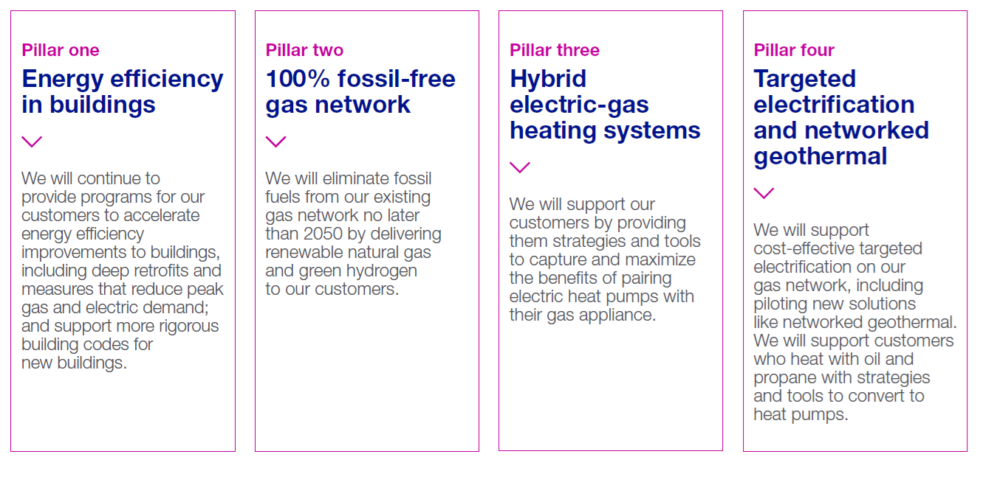 Pillar one
Energy efficiency
in buildings
We will continue to
provide programs for our
customers to accelerate
energy efficiency
improvements to buildings,
including deep retrofits and
measures that reduce peak
gas and electric demand;
and support more rigorous
building codes for
new buildings.
Pillar two
100% fossil-free
gas network
We will eliminate fossil
fuels from our existing
gas network no later
than 2050 by delivering
renewable natural gas
and green hydrogen
to our customers.
Pillar three
Hybrid
electric-gas
heating systems
We will support our
customers by providing
them strategies and tools
to capture and maximize
the benefits of pairing
electric heat pumps with
their gas appliance.
Pillar four
Targeted
electrification
and networked
geothermal
We will support
cost-effective targeted
electrification on our
gas network, including
piloting new solutions
like networked geothermal.
We will support customers
who heat with oil and
propane with strategies
and tools to convert to
heat pumps.